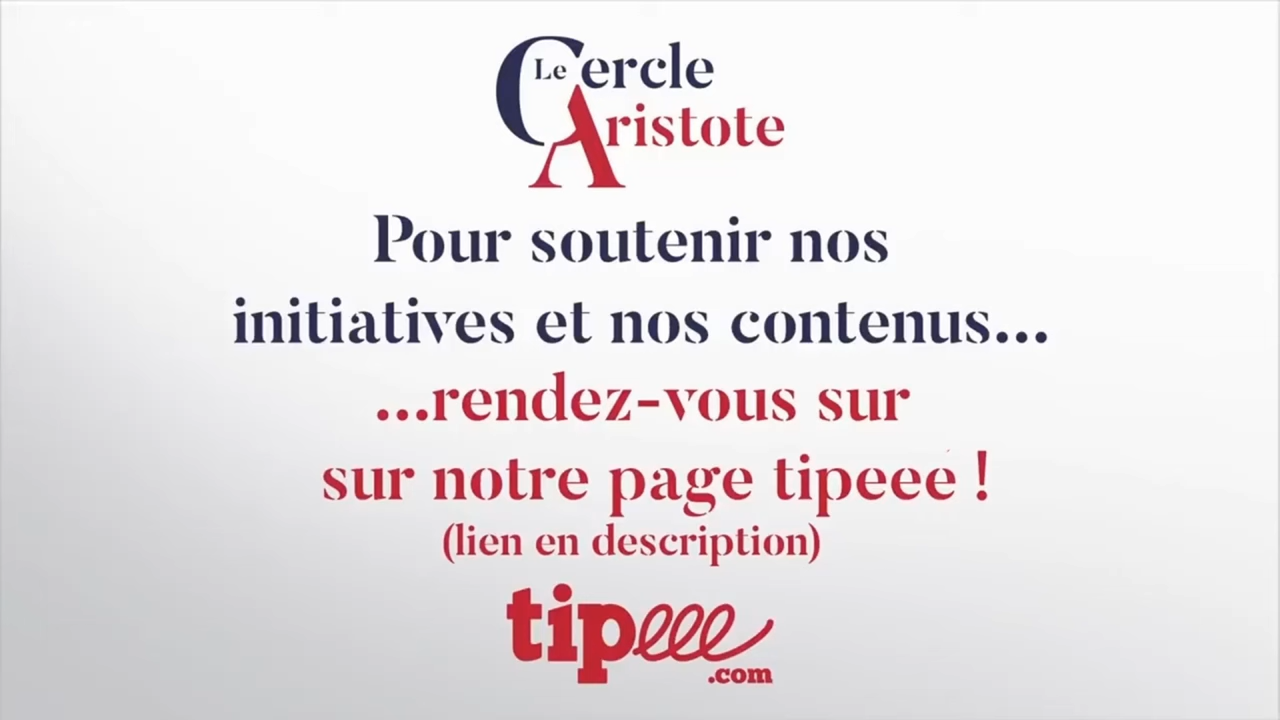 Le Cercle
Aristote
Pour soutenir nos
initiatives et nos contenus...
...rendez-vous sur
sur notre page tipeeé !
(lien en description)
tipeee
.com